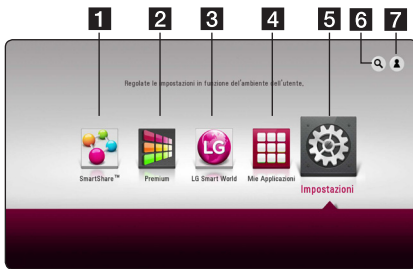 1 2 3 4 5 6 7
Regolate le impostazioni in funzione dell'ambiente dell'utente.
LG
SmartShare™ Premium LG Smart World Mie Applicazioni
Impostazioni